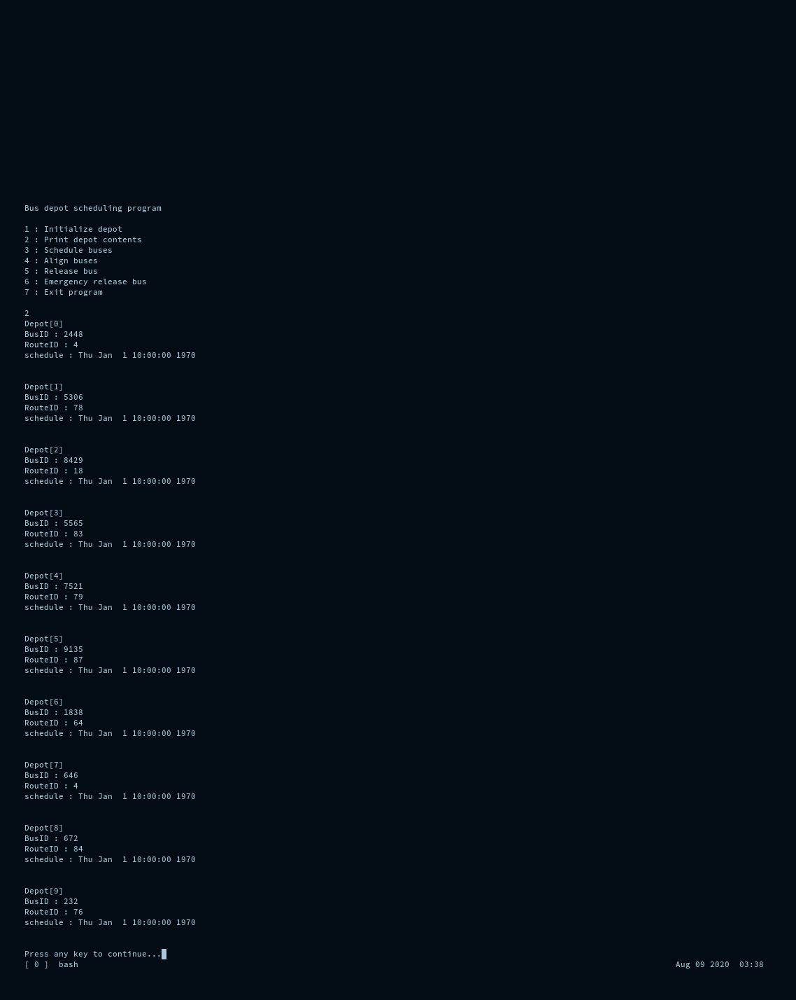 Bus depot scheduling program
1 : Initialize depot
2 : Print depot contents
3 : Schedule buses
4 : Align buses
5 : Release bus
6 : Emergency release bus
7 : Exit program
2
Depot[0]
BusID : 2448
RouteID : 4
schedule : Thu Jan  1 10:00:00 1970
Depot[1]
BusID : 5306
RouteID : 78
schedule : Thu Jan  1 10:00:00 1970
Depot[2]
BusID : 8429
RouteID : 18
schedule : Thu Jan  1 10:00:00 1970
Depot[3]
BusID : 5565
RouteID : 83
schedule : Thu Jan  1 10:00:00 1970
Depot[4]
BusID : 7521
RouteID : 79
schedule : Thu Jan  1 10:00:00 1970
Depot[5]
BusID : 9135
RouteID : 87
schedule : Thu Jan  1 10:00:00 1970
Depot[6]
BusID : 1838
RouteID : 64
schedule : Thu Jan  1 10:00:00 1970
Depot[7]
BusID : 646
RouteID : 4
schedule : Thu Jan  1 10:00:00 1970
Depot[8]
BusID : 672
RouteID : 84
schedule : Thu Jan  1 10:00:00 1970
Depot[9]
BusID : 232
RouteID : 76
schedule : Thu Jan  1 10:00:00 1970
Press any key to continue...
[ 0 ]  bash Aug 09 2020  03:38